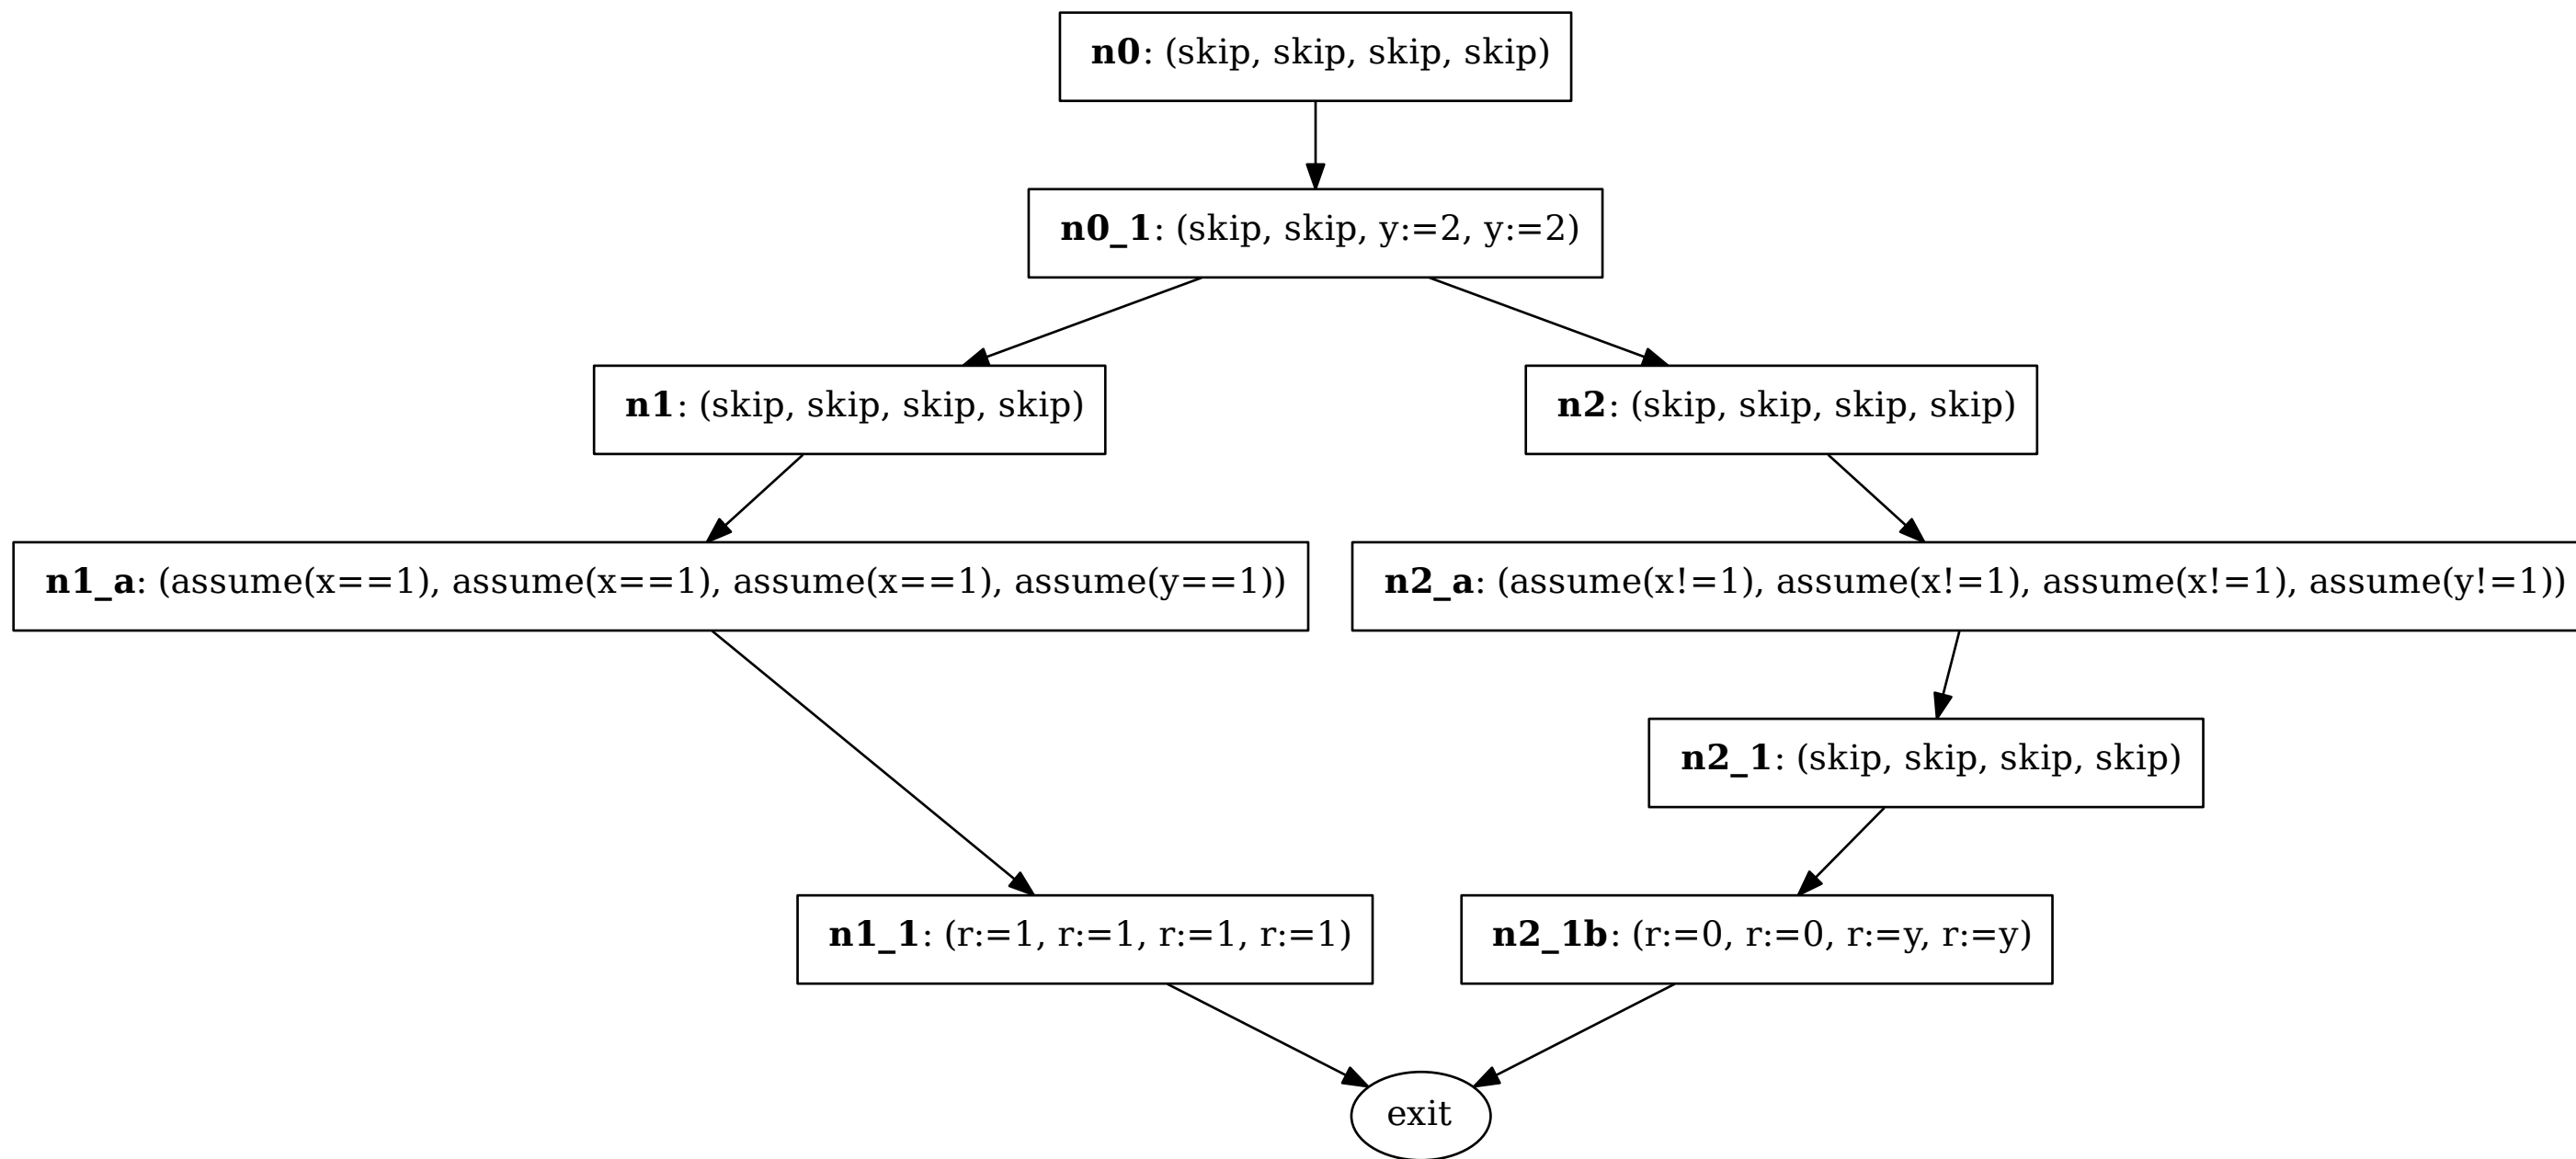 n0: (skip, skip, skip, skip)
n0_1: (skip, skip, y:=2, y:=2)
n1: (skip, skip, skip, skip)
n2: (skip, skip, skip, skip)
n1_a: (assume(x==1), assume(x==1), assume(x==1), assume(y==1))
n2_a: (assume(x!=1), assume(x!=1), assume(x!=1), assume(y!=1))
n2_1: (skip, skip, skip, skip)
n1_1: (r:=1, r:=1, r:=1, r:=1)
n2_1b: (r:=0, r:=0, r:=y, r:=y)
exit